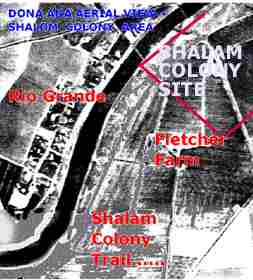 DONA ANA AERIAL VIEW -
SHALOM COLONY AREA
SHALAM
COLONY
SITE
Rio Grande
Fletcher
Farm
Shalam
Colony
Trail....